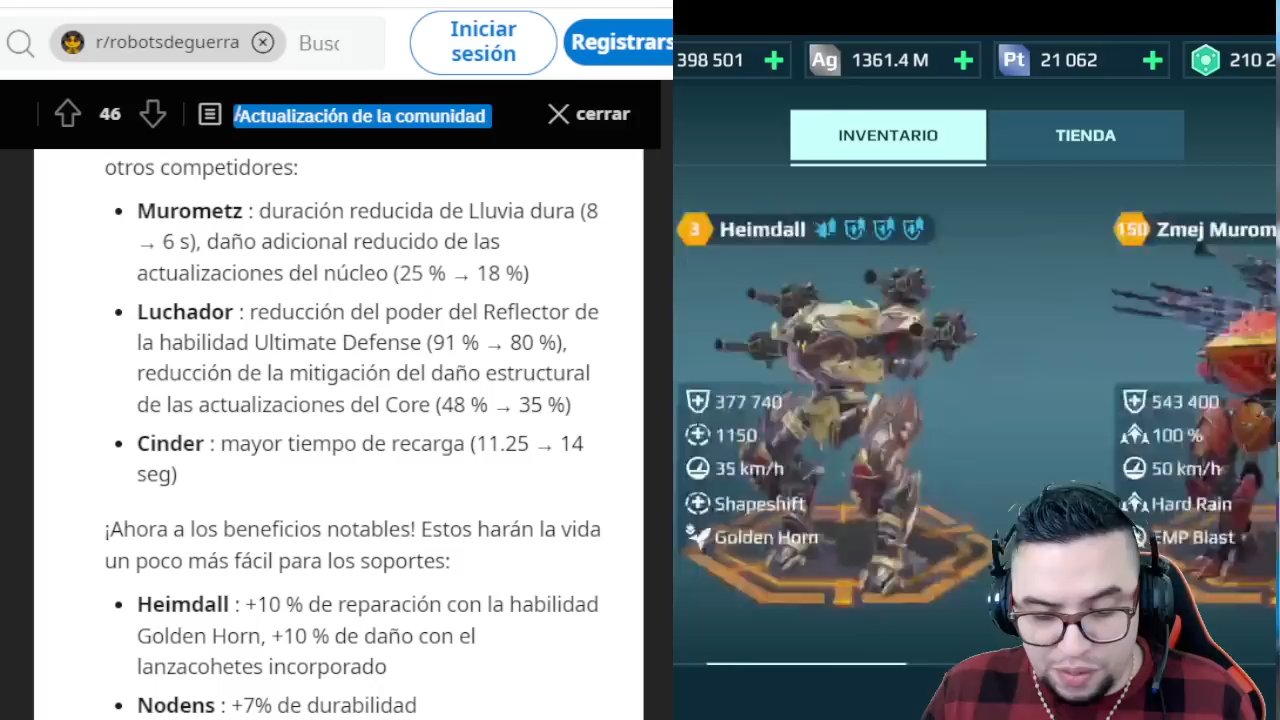 r/robotsdeguerra
Busc
Iniciar
sesión
Registrars
46
/Actualización de la comunidad
cerrar
otros competidores:
• Murometz : duración reducida de Lluvia dura (8
→ 6 s), daño adicional reducido de las
actualizaciones del núcleo (25 % → 18 %)
• Luchador : reducción del poder del Reflector de
la habilidad Ultimate Defense (91 % → 80 %),
reducción de la mitigación del daño estructural
de las actualizaciones del Core (48 % → 35 %)
• Cinder : mayor tiempo de recarga (11.25 → 14
seg)
¡Ahora a los beneficios notables! Estos harán la vida
un poco más fácil para los soportes:
• Heimdall : +10 % de reparación con la habilidad
Golden Horn, +10 % de daño con el
lanzacohetes incorporado
• Nodens : +7% de durabilidad
398 501
Ag 1361.4 M
Pt 21 062
210 2
INVENTARIO
TIENDA
3 Heimdall
377 740
1150
35 km/h
Shapeshift
Golden Horn
150 Zmej Murom
543 400
100 %
50 km/h
Hard Rain
EMP Blast